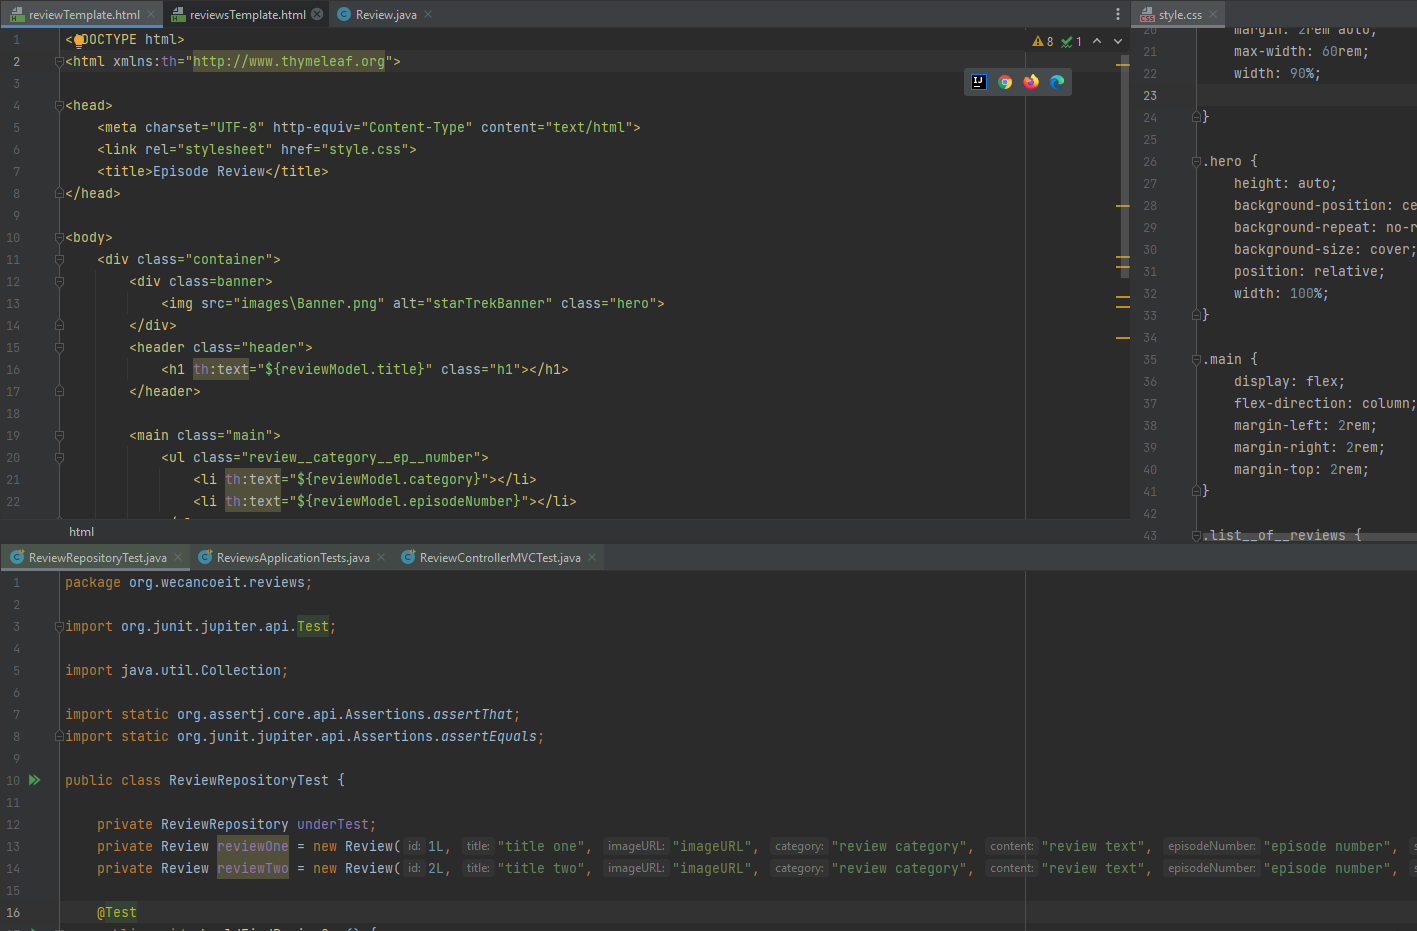 reviewTemplate.html
reviewsTemplate.html
Review.java
1 <!DOCTYPE html>
8 1
2 <html xmlns:th="http://www.thymeleaf.org">
3
4 <head>
5 <meta charset="UTF-8" http-equiv="Content-Type" content="text/html">
6 <link rel="stylesheet" href="style.css">
7 <title>Episode Review</title>
8 </head>
9
10 <body>
11 <div class="container">
12 <div class=banner>
13 <img src="images\Banner.png" alt="starTrekBanner" class="hero">
14 </div>
15 <header class="header">
16 <h1 th:text="${reviewModel.title}" class="h1"></h1>
17 </header>
18
19 <main class="main">
20 <ul class="review__category__ep__number">
21 <li th:text="${reviewModel.category}"></li>
22 <li th:text="${reviewModel.episodeNumber}"></li>
html
style.css
20 margin: 2rem auto;
21 max-width: 60rem;
22 width: 90%;
23
24 }
25
26 .hero {
27 height: auto;
28 background-position: ce
29 background-repeat: no-r
30 background-size: cover;
31 position: relative;
32 width: 100%;
33 }
34
35 .main {
36 display: flex;
37 flex-direction: column;
38 margin-left: 2rem;
39 margin-right: 2rem;
40 margin-top: 2rem;
41 }
42
43 .list__of__reviews {
ReviewRepositoryTest.java
ReviewsApplicationTests.java
ReviewControllerMVCTest.java
1 package org.wecancoeit.reviews;
2
3 import org.junit.jupiter.api.Test;
4
5 import java.util.Collection;
6
7 import static org.assertj.core.api.Assertions.assertThat;
8 import static org.junit.jupiter.api.Assertions.assertEquals;
9
10 public class ReviewRepositoryTest {
11
12 private ReviewRepository underTest;
13 private Review reviewOne = new Review( id: 1L, title: "title one", imageURL: "imageURL", category: "review category", content: "review text", episodeNumber: "episode number",
14 private Review reviewTwo = new Review( id: 2L, title: "title two", imageURL: "imageURL", category: "review category", content: "review text", episodeNumber: "episode number",
15
16 @Test